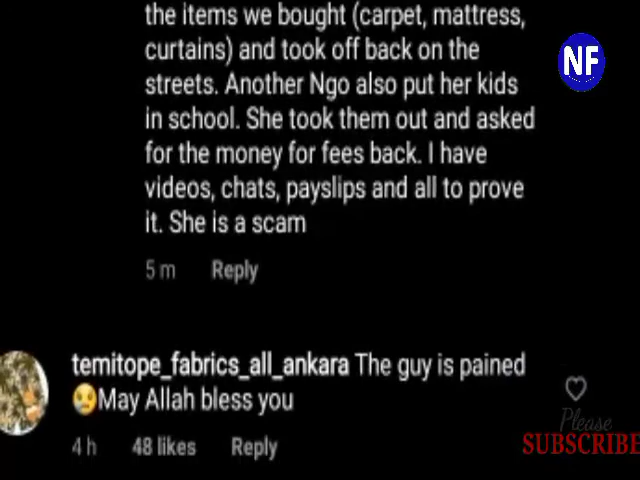 the items we bought (carpet, mattress,
curtains) and took off back on the
streets. Another Ngo also put her kids
in school. She took them out and asked
for the money for fees back. I have
videos, chats, payslips and all to prove
it. She is a scam
5 m Reply
temitope_fabrics_all_ankara The guy is pained
😢May Allah bless you
4 h 48 likes Reply
NF
Please
SUBSCRIBE